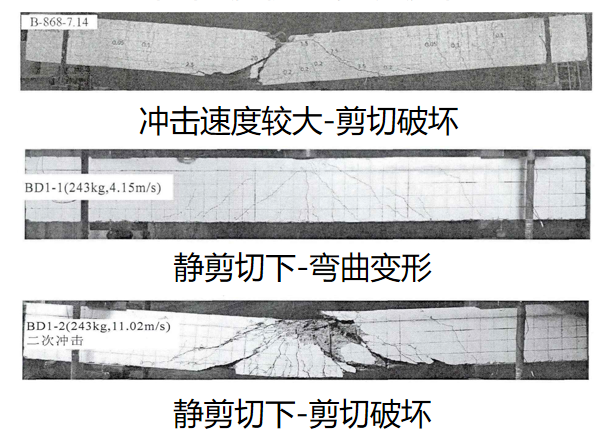 B-868-7.14
冲击速度较大-剪切破坏
BD1-1(243kg,4.15m/s)
静剪切下-弯曲变形
BD1-2(243kg,11.02m/s)
二次冲击
静剪切下-剪切破坏